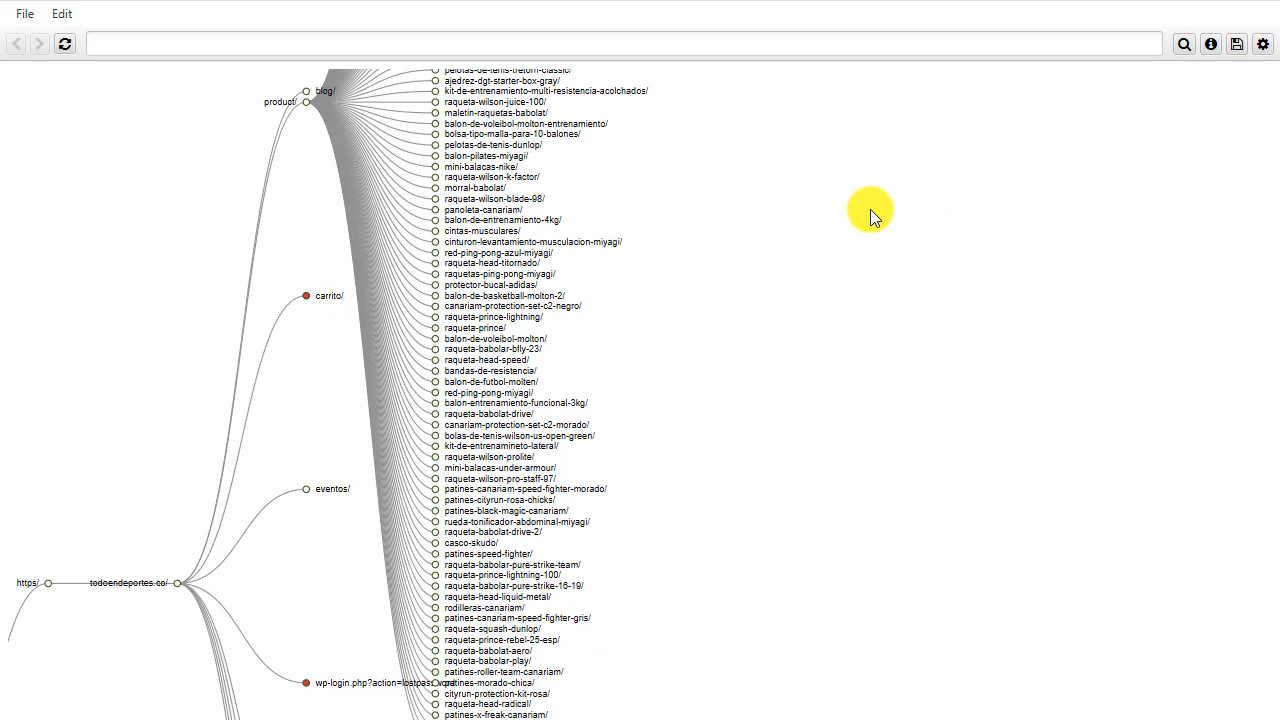 File Edit
pelotas-de-tenis-tretorn-classic/
ajedrez-dgt-starter-box-gray/
blog/
kit-de-entrenamiento-multi-resistencia-acolchados/
product/
raqueta-wilson-juice-100/
maletin-raquetas-babolat/
balon-de-voleibol-molton-entrenamiento/
bolsa-tipo-malla-para-10-balones/
pelotas-de-tenis-dunlop/
balon-pilates-miyagi/
mini-balacas-nike/
raqueta-wilson-k-factor/
morral-babolat/
raqueta-wilson-blade-98/
panoleta-canariam/
balon-de-entrenamiento-4kg/
cintas-musculares/
cinturon-levantamiento-musculacion-miyagi/
red-ping-pong-azul-miyagi/
raqueta-head-titornado/
raquetas-ping-pong-miyagi/
protector-bucal-adidas/
carrito/
balon-de-basketball-molton-2/
canariam-protection-set-c2-negro/
raqueta-prince-lightning/
raqueta-prince/
balon-de-voleibol-molton/
raqueta-babolar-bfly-23/
raqueta-head-speed/
bandas-de-resistencia/
balon-de-futbol-molten/
red-ping-pong-miyagi/
balon-entrenamiento-funcional-3kg/
raqueta-babolat-drive/
canariam-protection-set-c2-morado/
bolas-de-tenis-wilson-us-open-green/
kit-de-entrenamineto-lateral/
raqueta-wilson-prolite/
mini-balacas-under-armour/
raqueta-wilson-pro-staff-97/
eventos/
patines-canariam-speed-fighter-morado/
patines-cityrun-rosa-chicks/
patines-black-magic-canariam/
rueda-tonificador-abdominal-miyagi/
raqueta-babolat-drive-2/
casco-skudo/
patines-speed-fighter/
raqueta-babolar-pure-strike-team/
raqueta-prince-lightning-100/
https/
todoendeportes.co/
raqueta-babolar-pure-strike-16-19/
raqueta-head-liquid-metal/
rodilleras-canariam/
patines-canariam-speed-fighter-gris/
raqueta-squash-dunlop/
raqueta-prince-rebel-25-esp/
raqueta-babolat-aero/
raqueta-babolar-play/
patines-roller-team-canariam/
wp-login.php?action=lostpassword
patines-morado-chica/
cityrun-protection-kit-rosa/
raqueta-head-radical/
patines-x-freak-canariam/